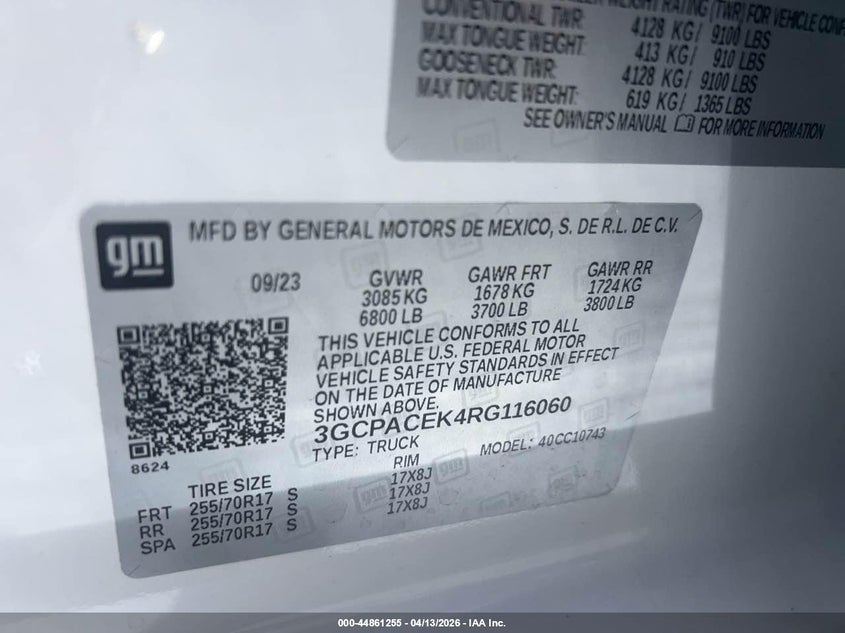 WEIGHT RATING (TWR) FOR VEHICLE
CONVENTIONAL TWR: 4128 KG/ 9100 LBS
MAX TONGUE WEIGHT: 413 KG/ 910 LBS
GOOSENECK TWR: 4128 KG/ 9100 LBS
MAX TONGUE WEIGHT: 619 KG/ 1365 LBS
SEE OWNER'S MANUAL FOR MORE INFORMATION
gm
MFD BY GENERAL MOTORS DE MEXICO, S. DE R.L. DE C.V.
09/23 GVWR GAWR FRT GAWR RR
3085 KG 1678 KG 1724 KG
6800 LB 3700 LB 3800 LB
THIS VEHICLE CONFORMS TO ALL
APPLICABLE U.S. FEDERAL MOTOR
VEHICLE SAFETY STANDARDS IN EFFECT
ON THE DATE OF MANUFACTURE
SHOWN ABOVE.
3GCPACEK4RG116060
8624
TYPE: TRUCK MODEL: 40CC10743
TIRE SIZE RIM
FRT 255/70R17 S 17X8J
RR 255/70R17 S 17X8J
SPA 255/70R17 S 17X8J
000-44861255 - 04/13/2026 - IAA Inc.